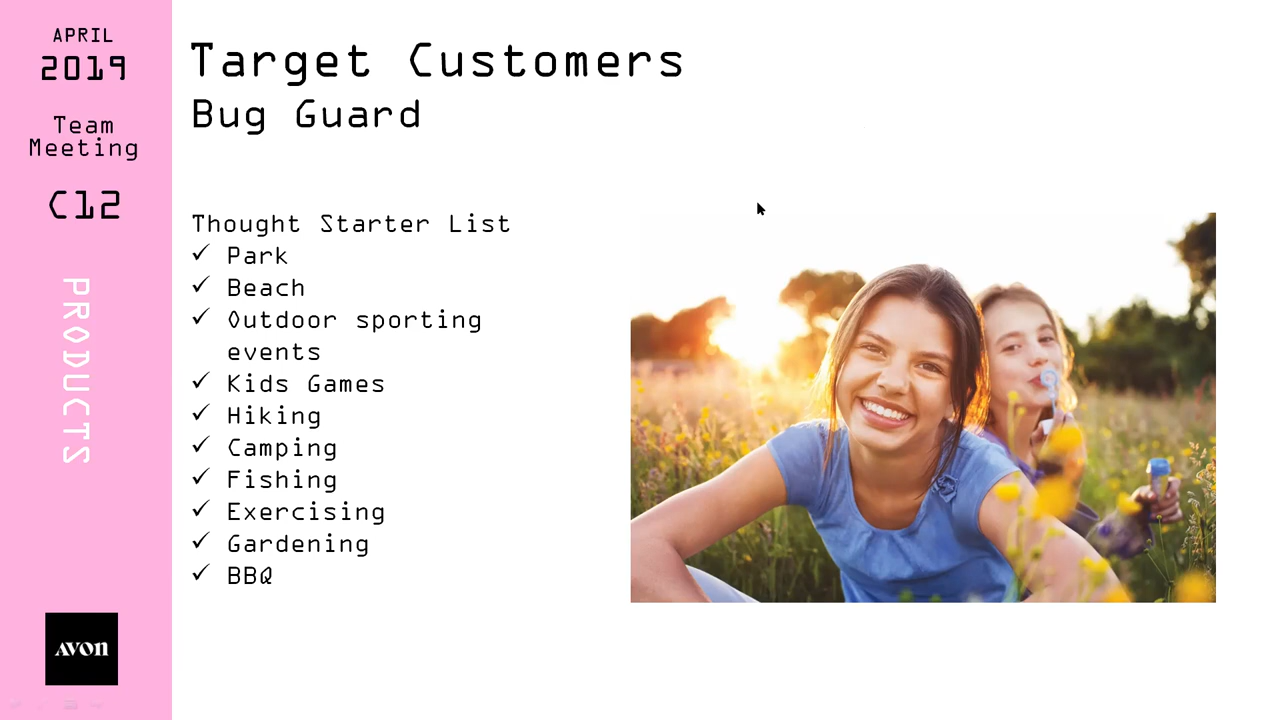 APRIL
2019
Team
Meeting
C12
PRODUCTS
AVON
Target Customers
Bug Guard
Thought Starter List
✓ Park
✓ Beach
✓ Outdoor sporting
events
✓ Kids Games
✓ Hiking
✓ Camping
✓ Fishing
✓ Exercising
✓ Gardening
✓ BBQ